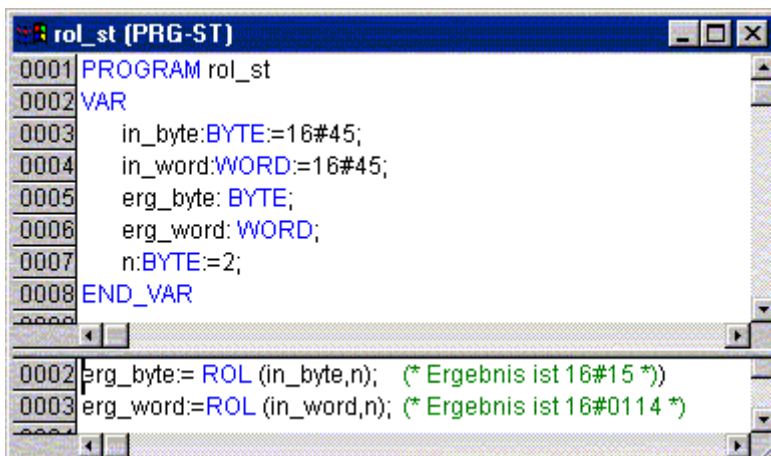 rol_st (PRG-ST)
0001 PROGRAM rol_st
0002 VAR
0003 in_byte:BYTE:=16#45;
0004 in_word:WORD:=16#45;
0005 erg_byte: BYTE;
0006 erg_word: WORD;
0007 n:BYTE:=2;
0008 END_VAR
0002 erg_byte:= ROL (in_byte,n); (* Ergebnis ist 16#15 *))
0003 erg_word:=ROL (in_word,n); (* Ergebnis ist 16#0114 *)